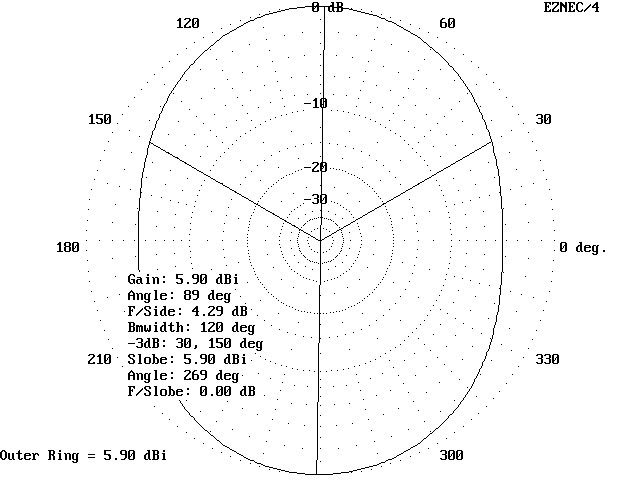 0 dB
EZNEC/4
120
60
-10
150
30
-20
-30
180
0 deg.
Gain: 5.90 dBi
Angle: 89 deg
F/Side: 4.29 dB
Bmwidth: 120 deg
-3dB: 30, 150 deg
Slobe: 5.90 dBi
Angle: 269 deg
F/Slobe: 0.00 dB
210
330
Outer Ring = 5.90 dBi
300